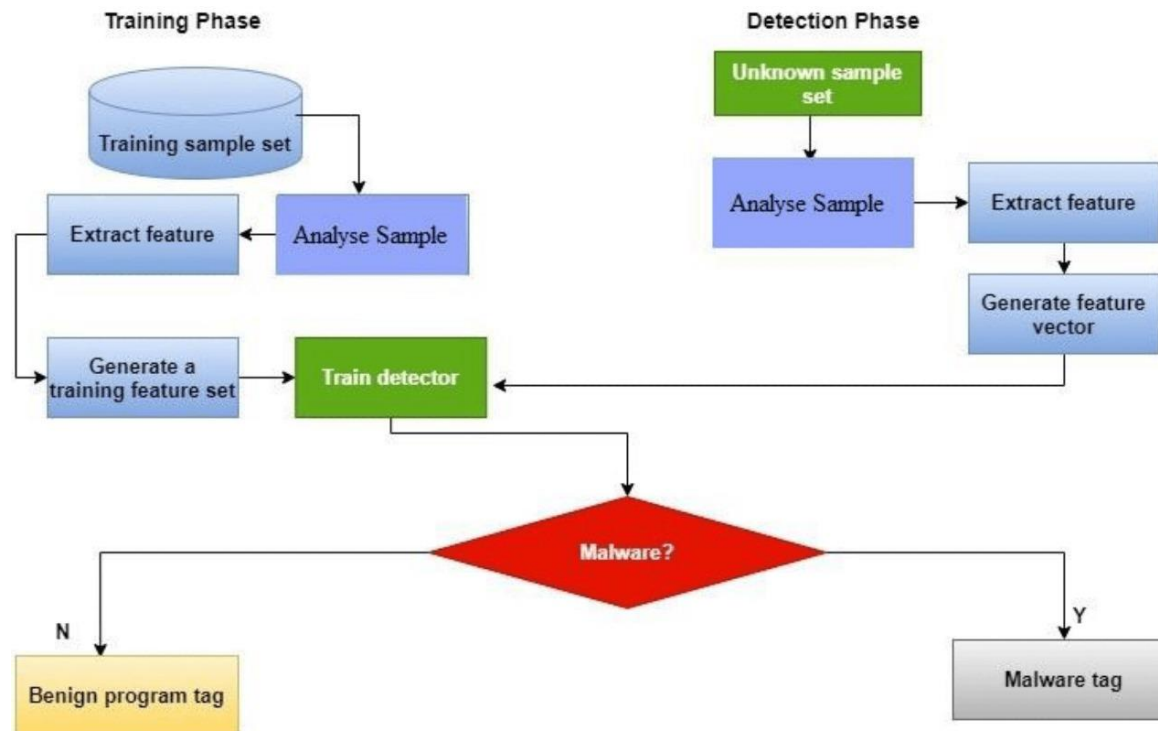 Training Phase
Training sample set
Analyse Sample
Extract feature
Generate a
training feature set
Train detector
Detection Phase
Unknown sample
set
Analyse Sample
Extract feature
Generate feature
vector
Malware?
N
Benign program tag
Y
Malware tag